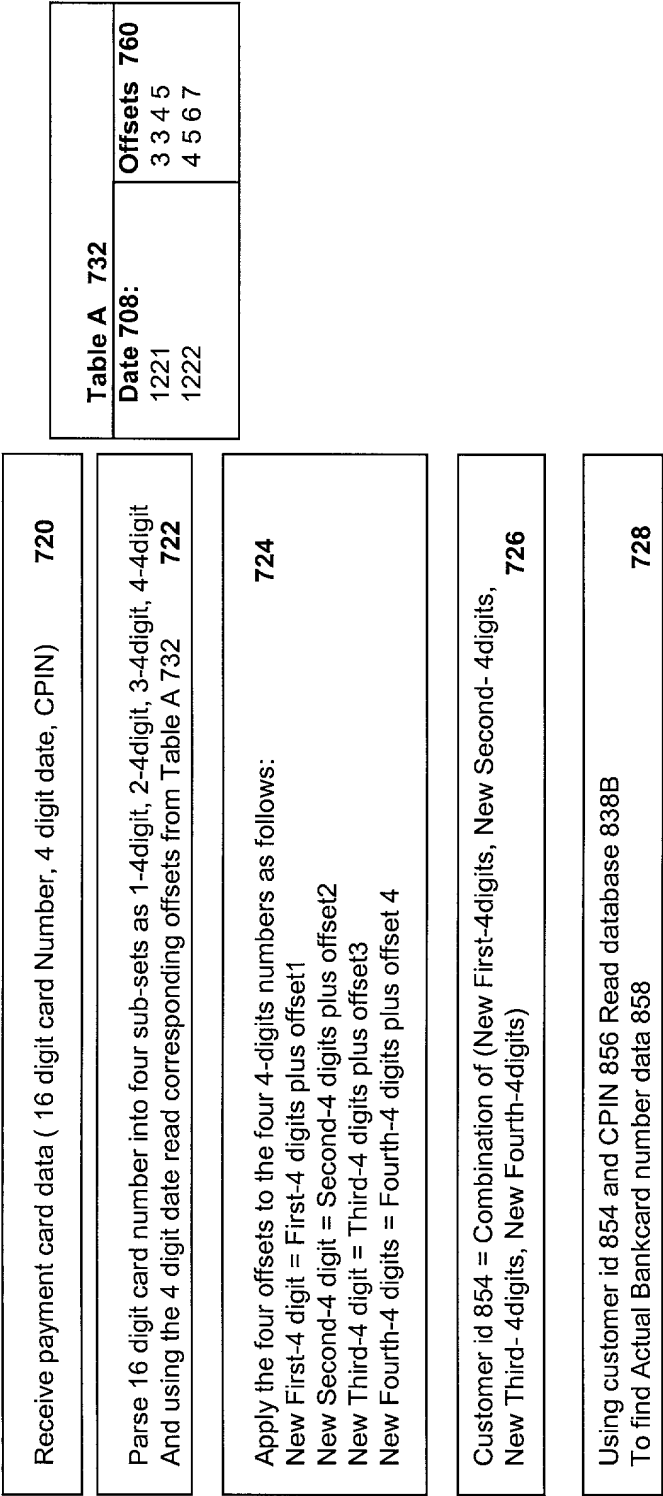 Receive payment card data ( 16 digit card Number, 4 digit date, CPIN) 720
Parse 16 digit card number into four sub-sets as 1-4digit, 2-4digit, 3-4digit, 4-4digit
And using the 4 digit date read corresponding offsets from Table A 732 722
Apply the four offsets to the four 4-digits numbers as follows: 724
New First-4 digit = First-4 digits plus offset1
New Second-4 digit = Second-4 digits plus offset2
New Third-4 digit = Third-4 digits plus offset3
New Fourth-4 digits = Fourth-4 digits plus offset 4
Customer id 854 = Combination of (New First-4digits, New Second- 4digits,
New Third- 4digits, New Fourth-4digits) 726
Using customer id 854 and CPIN 856 Read database 838B
To find Actual Bankcard number data 858 728
Table A 732
Date 708: Offsets 760
1221 3 3 4 5
1222 4 5 6 7